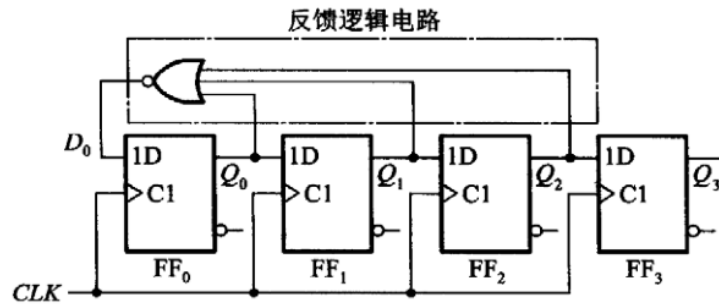 反馈逻辑电路
D₀ 1D Q₀ 1D Q₁ 1D Q₂ 1D Q₃
C1 C1 C1 C1
FF₀ FF₁ FF₂ FF₃
CLK